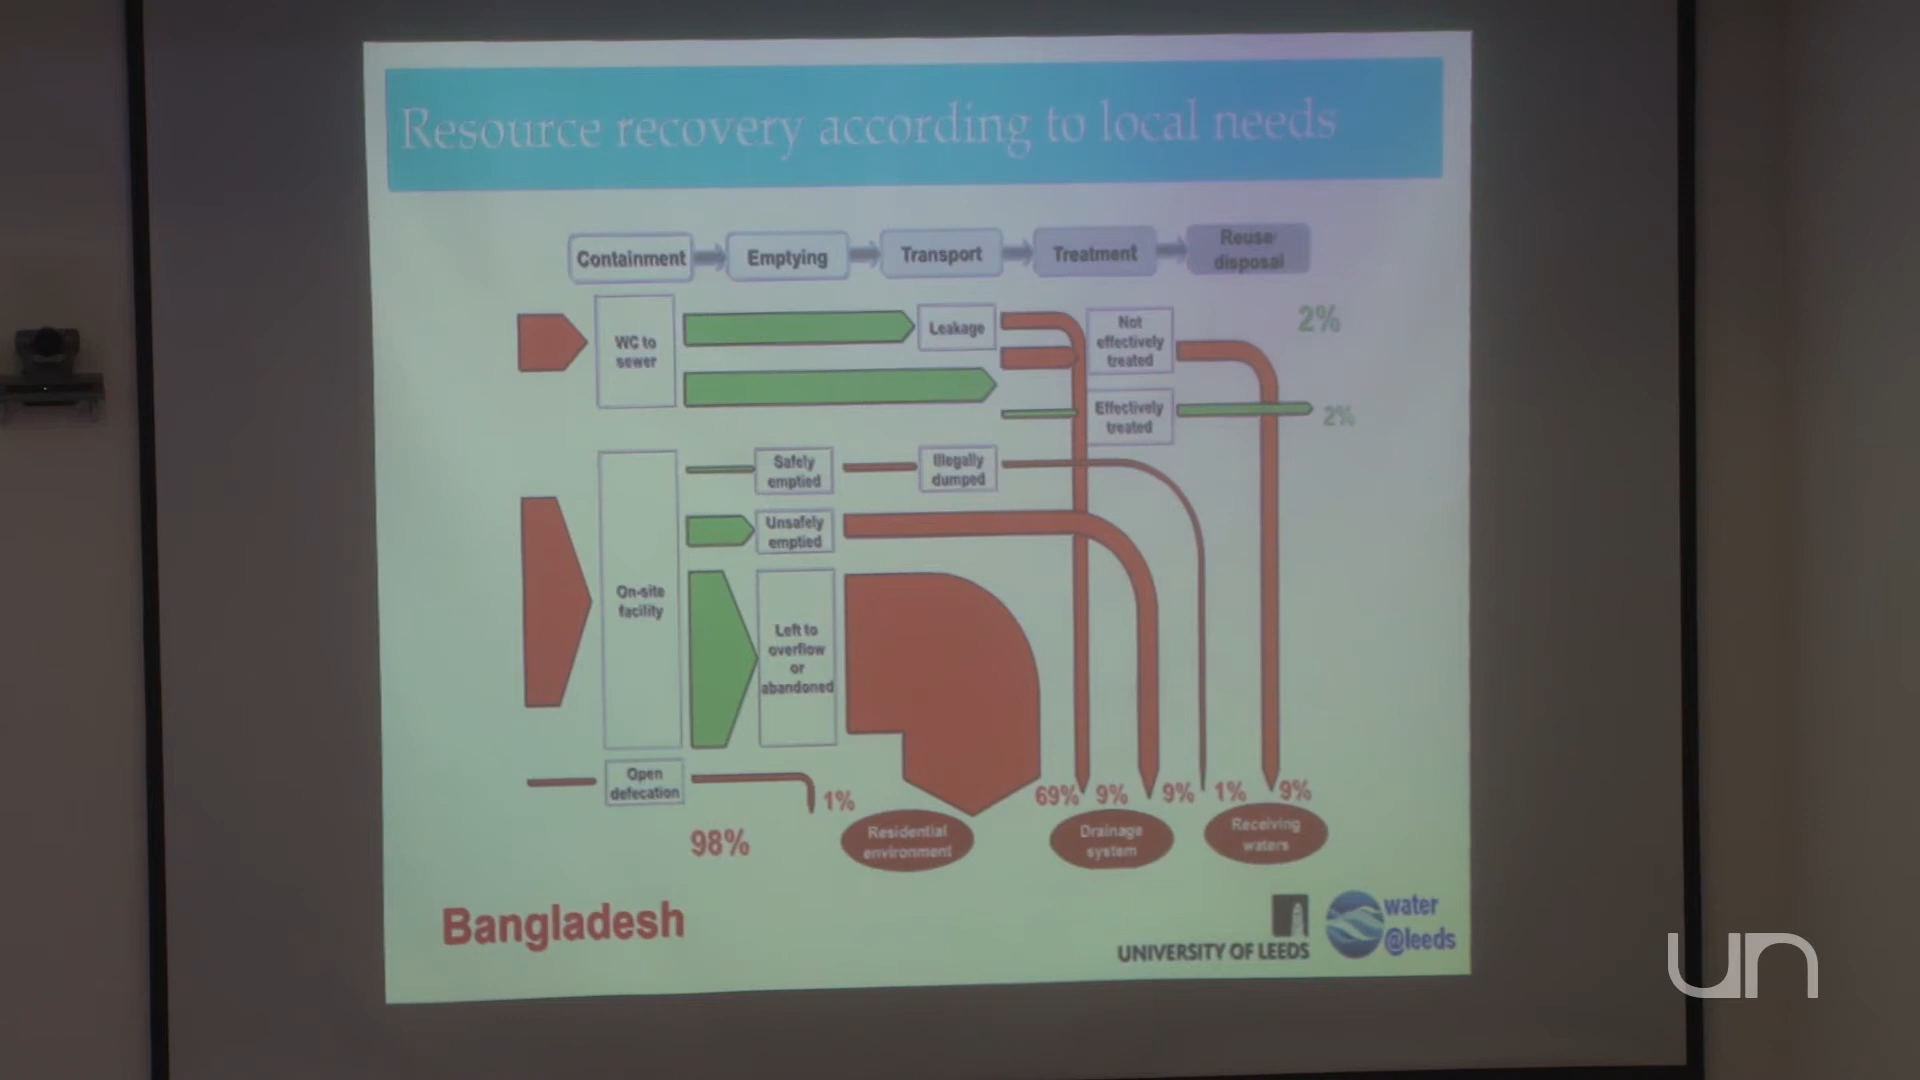 Resource recovery according to local needs
Containment
Emptying
Transport
Treatment
Reuse
disposal
WC to
sewer
Leakage
Not
effectively
treated
2%
Effectively
treated
2%
On-site
facility
Safely
emptied
Illegally
dumped
Unsafely
emptied
Left to
overflow
or
abandoned
Open
defecation
1%
98%
69%
9%
9%
1%
9%
Residential
environment
Drainage
system
Receiving
waters
Bangladesh
UNIVERSITY OF LEEDS
water
@leeds
un